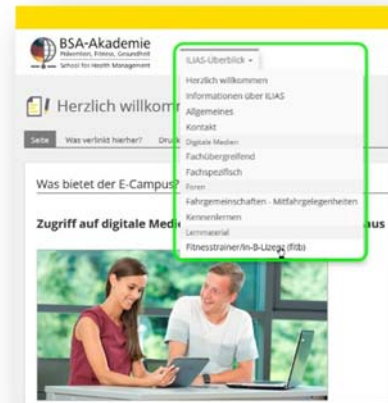 BSA-Akademie
Prävention, Fitness, Gesundheit
School for Health Management
ILIAS-Überblick
Herzlich willkommen
Informationen über ILIAS
Allgemeines
Kontakt
Digitale Medien
Fachübergreifend
Fachspezifisch
Foren
Fahrgemeinschaften - Mitfahrgelegenheiten
Kennenlernen
Lernmaterial
Fitnesstrainer/in-B-Lizenz (fitb)
Herzlich willkom
Seite Was verlinkt hierher? Druck
Was bietet der E-Campus?
Zugriff auf digitale Medie
aus